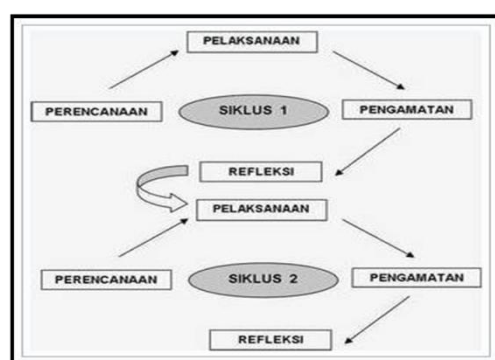 PELAKSANAAN
PERENCANAAN
SIKLUS 1
PENGAMATAN
REFLEKSI
PELAKSANAAN
PERENCANAAN
SIKLUS 2
PENGAMATAN
REFLEKSI